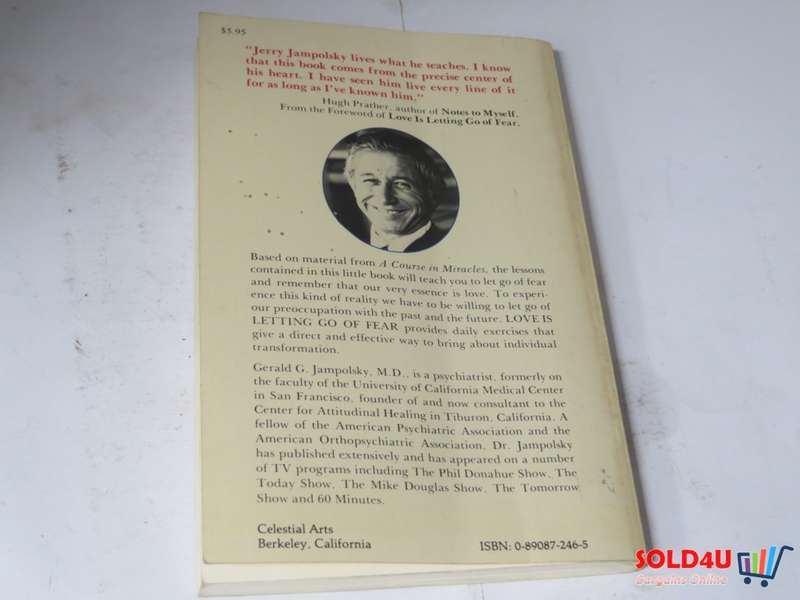 $5.95
"Jerry Jampolsky lives what he teaches. I know
that this book comes from the precise center of
his heart. I have seen him live every line of it
for as long as I've known him."
Hugh Prather, author of Notes to Myself.
From the Foreword of Love Is Letting Go of Fear.
Based on material from A Course in Miracles, the lessons
contained in this little book will teach you to let go of fear
and remember that our very essence is love. To experi-
ence this kind of reality we have to be willing to let go of
our preoccupation with the past and the future. LOVE IS
LETTING GO OF FEAR provides daily exercises that
give a direct and effective way to bring about individual
transformation.
Gerald G. Jampolsky, M.D., is a psychiatrist, formerly on
the faculty of the University of California Medical Center
in San Francisco, founder of and now consultant to the
Center for Attitudinal Healing in Tiburon, California. A
fellow of the American Psychiatric Association and the
American Orthopsychiatric Association, Dr. Jampolsky
has published extensively and has appeared on a number
of TV programs including The Phil Donahue Show, The
Today Show, The Mike Douglas Show, The Tomorrow
Show and 60 Minutes.
Celestial Arts
Berkeley, California
ISBN: 0-89087-246-5
SOLD4U
Bargains Online